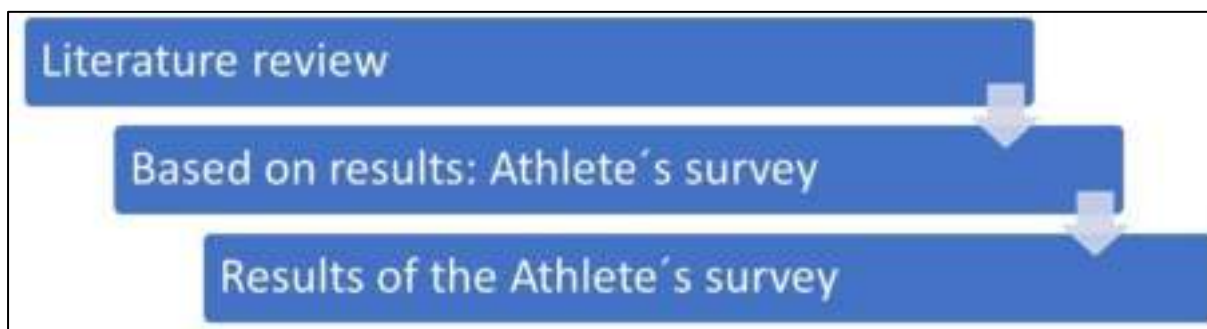 Literature review
Based on results: Athlete´s survey
Results of the Athlete´s survey